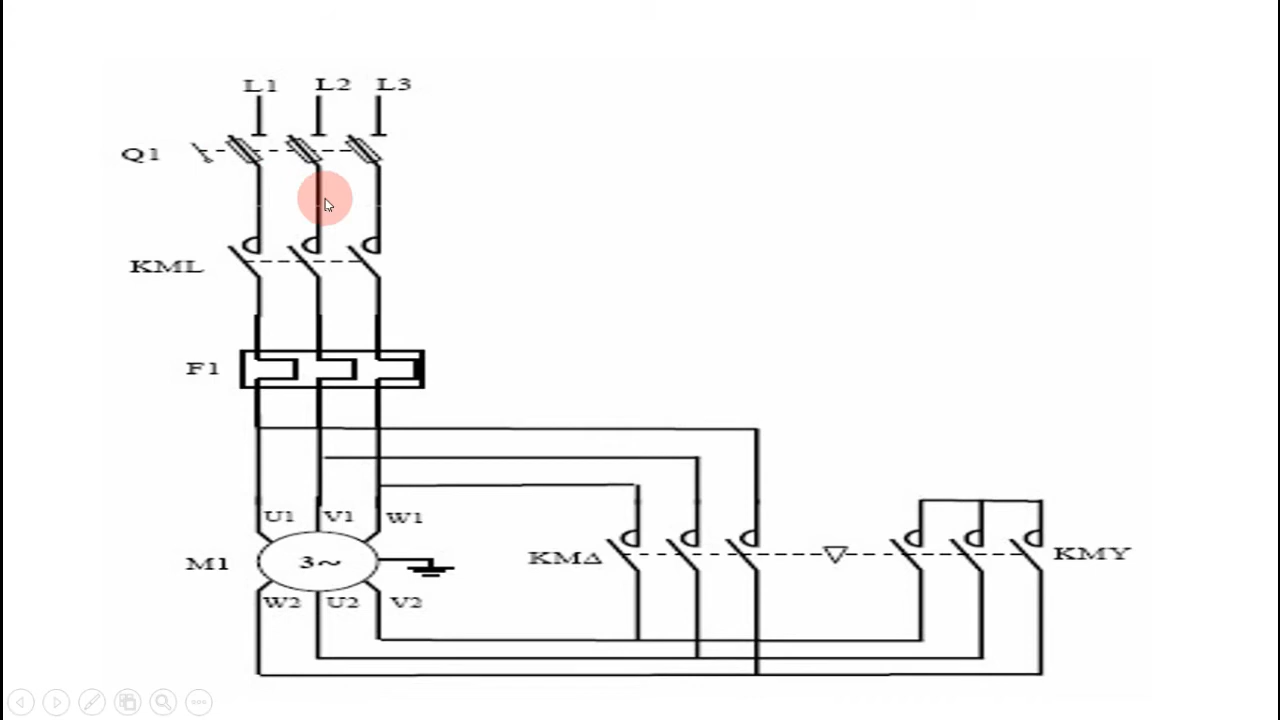 L1 L2 L3
Q1
KML
F1
U1 V1 W1
M1 3~ KMΔ KMY
W2 U2 V2